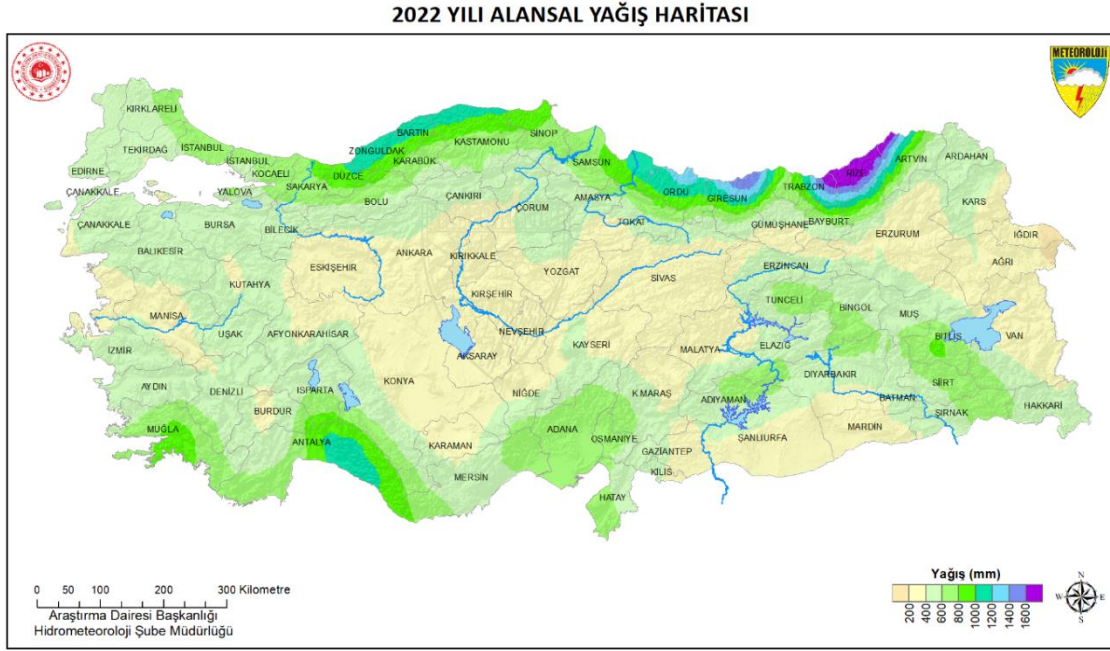 2022 YILI ALANSAL YAĞIŞ HARİTASI
METEOROLOJİ
KIRKLARELİ
TEKİRDAĞ
EDİRNE
İSTANBUL
İSTANBUL
KOCAELİ
ÇANAKKALE
YALOVA
SAKARYA
DÜZCE
ZONGULDAK
BARTIN
KARABÜK
KASTAMONU
SİNOP
SAMSUN
ORDU
GİRESUN
TRABZON
RİZE
ARTVİN
ARDAHAN
ÇANAKKALE
BURSA
BİLECİK
BOLU
ÇANKIRI
ÇORUM
AMASYA
TOKAT
GÜMÜŞHANE
BAYBURT
KARS
BALIKESİR
ESKİŞEHİR
ANKARA
KIRIKKALE
YOZGAT
SİVAS
ERZİNCAN
ERZURUM
IĞDIR
AĞRI
KÜTAHYA
KIRŞEHİR
TUNCELİ
BİNGÖL
MUŞ
MANİSA
UŞAK
AFYONKARAHİSAR
NEVŞEHİR
KAYSERİ
MALATYA
ELAZIĞ
BİTLİS
VAN
İZMİR
AKSARAY
DİYARBAKIR
AYDIN
DENİZLİ
ISPARTA
KONYA
NİĞDE
K.MARAŞ
ADIYAMAN
BATMAN
SİİRT
BURDUR
ŞIRNAK
HAKKARİ
MUĞLA
ANTALYA
KARAMAN
ADANA
OSMANİYE
GAZİANTEP
ŞANLIURFA
MARDİN
MERSİN
KİLİS
HATAY
0 50 100 200 300 Kilometre
Araştırma Dairesi Başkanlığı
Hidrometeoroloji Şube Müdürlüğü
Yağış (mm)
200 400 600 800 1000 1200 1400 1600
N
W E
S